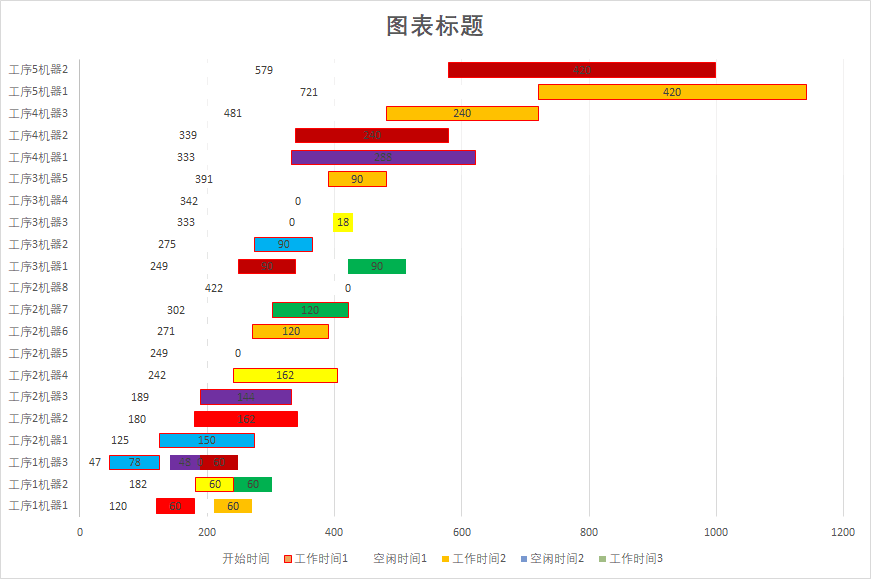 图表标题
工序5机器2 579
工序5机器1 721 420
工序4机器3 481 240
工序4机器2 339 240
工序4机器1 333 288
工序3机器5 391 90
工序3机器4 342 0
工序3机器3 333 0 18
工序3机器2 275 90
工序3机器1 249 90 90
工序2机器8 422 0
工序2机器7 302 120
工序2机器6 271 120
工序2机器5 249 0
工序2机器4 242 162
工序2机器3 189 144
工序2机器2 180 162
工序2机器1 125 150
工序1机器3 47 78
工序1机器2 182 60 60
工序1机器1 120 60 60
0 200 400 600 800 1000 1200
开始时间 工作时间1 空闲时间1 工作时间2 空闲时间2 工作时间3